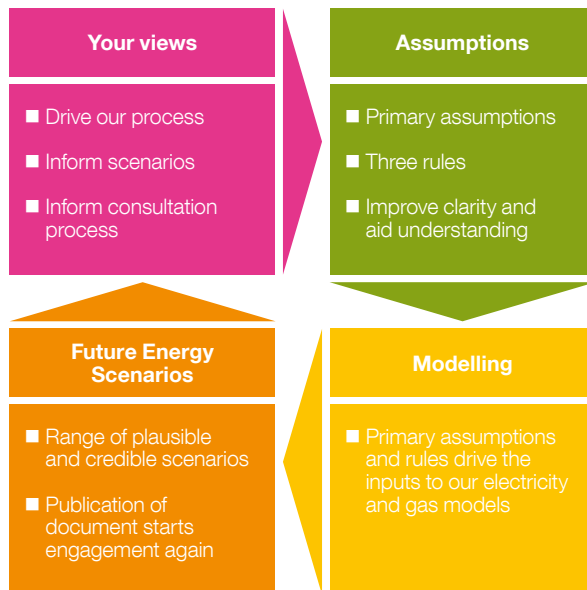 Your views
■ Drive our process
■ Inform scenarios
■ Inform consultation
process
Assumptions
■ Primary assumptions
■ Three rules
■ Improve clarity and
aid understanding
Future Energy
Scenarios
■ Range of plausible
and credible scenarios
■ Publication of
document starts
engagement again
Modelling
■ Primary assumptions
and rules drive the
inputs to our electricity
and gas models